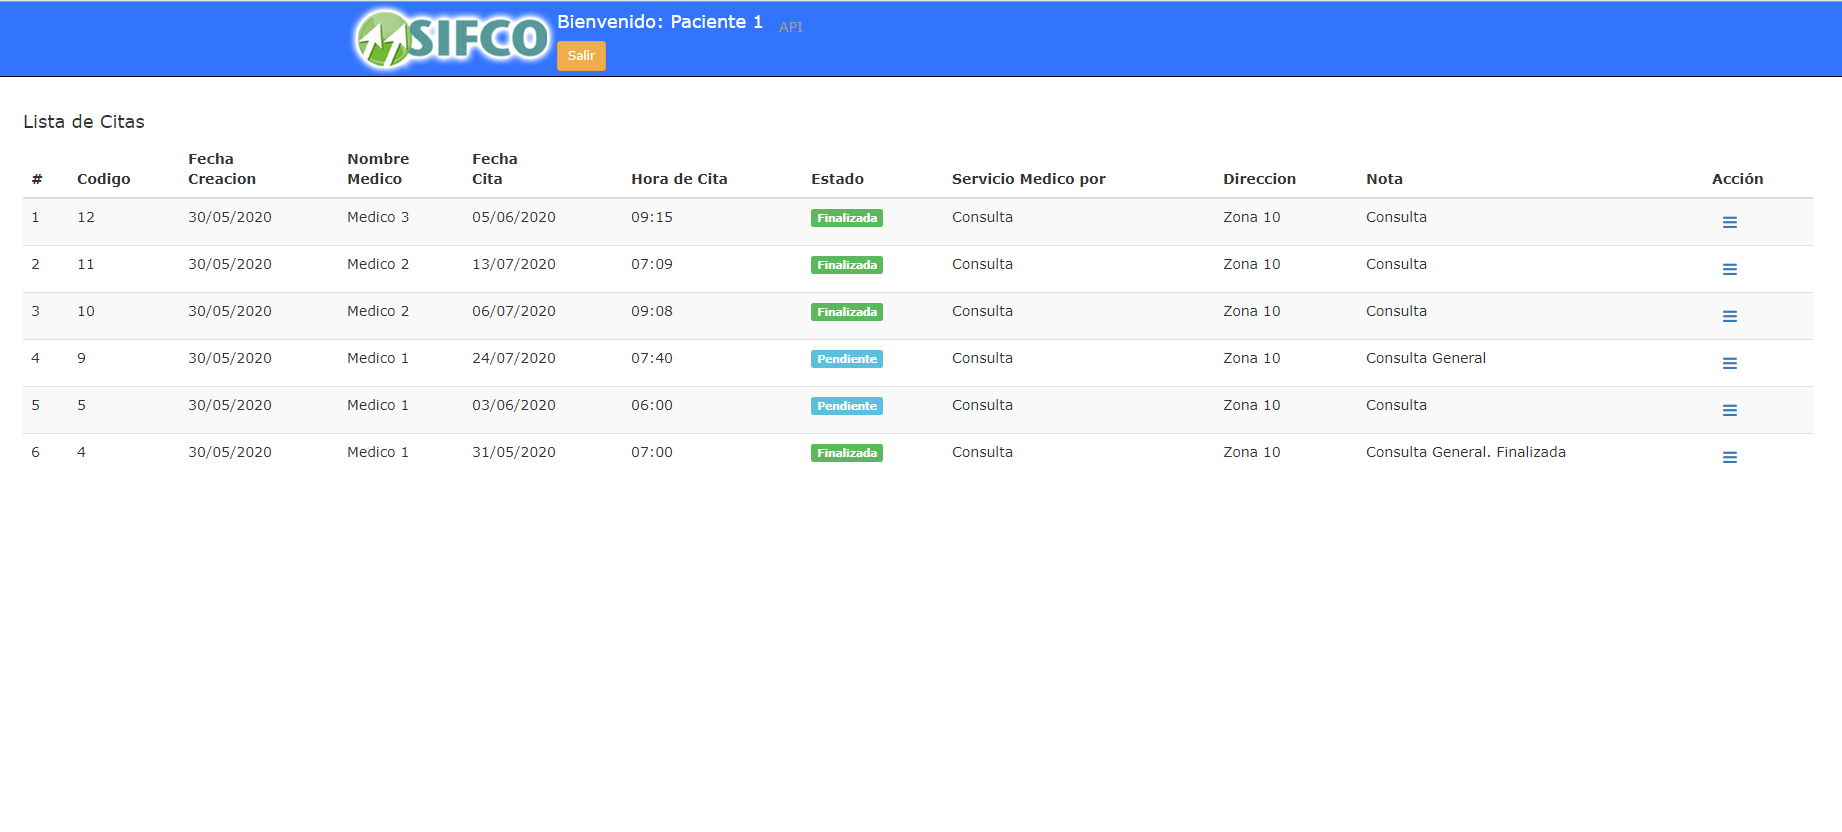 SIFCO
Bienvenido: Paciente 1 API
Salir
Lista de Citas
# Codigo Fecha Creacion Nombre Medico Fecha Cita Hora de Cita Estado Servicio Medico por Direccion Nota Acción
1 12 30/05/2020 Medico 3 05/06/2020 09:15 Finalizada Consulta Zona 10 Consulta
2 11 30/05/2020 Medico 2 13/07/2020 07:09 Finalizada Consulta Zona 10 Consulta
3 10 30/05/2020 Medico 2 06/07/2020 09:08 Finalizada Consulta Zona 10 Consulta
4 9 30/05/2020 Medico 1 24/07/2020 07:40 Pendiente Consulta Zona 10 Consulta General
5 5 30/05/2020 Medico 1 03/06/2020 06:00 Pendiente Consulta Zona 10 Consulta
6 4 30/05/2020 Medico 1 31/05/2020 07:00 Finalizada Consulta Zona 10 Consulta General. Finalizada